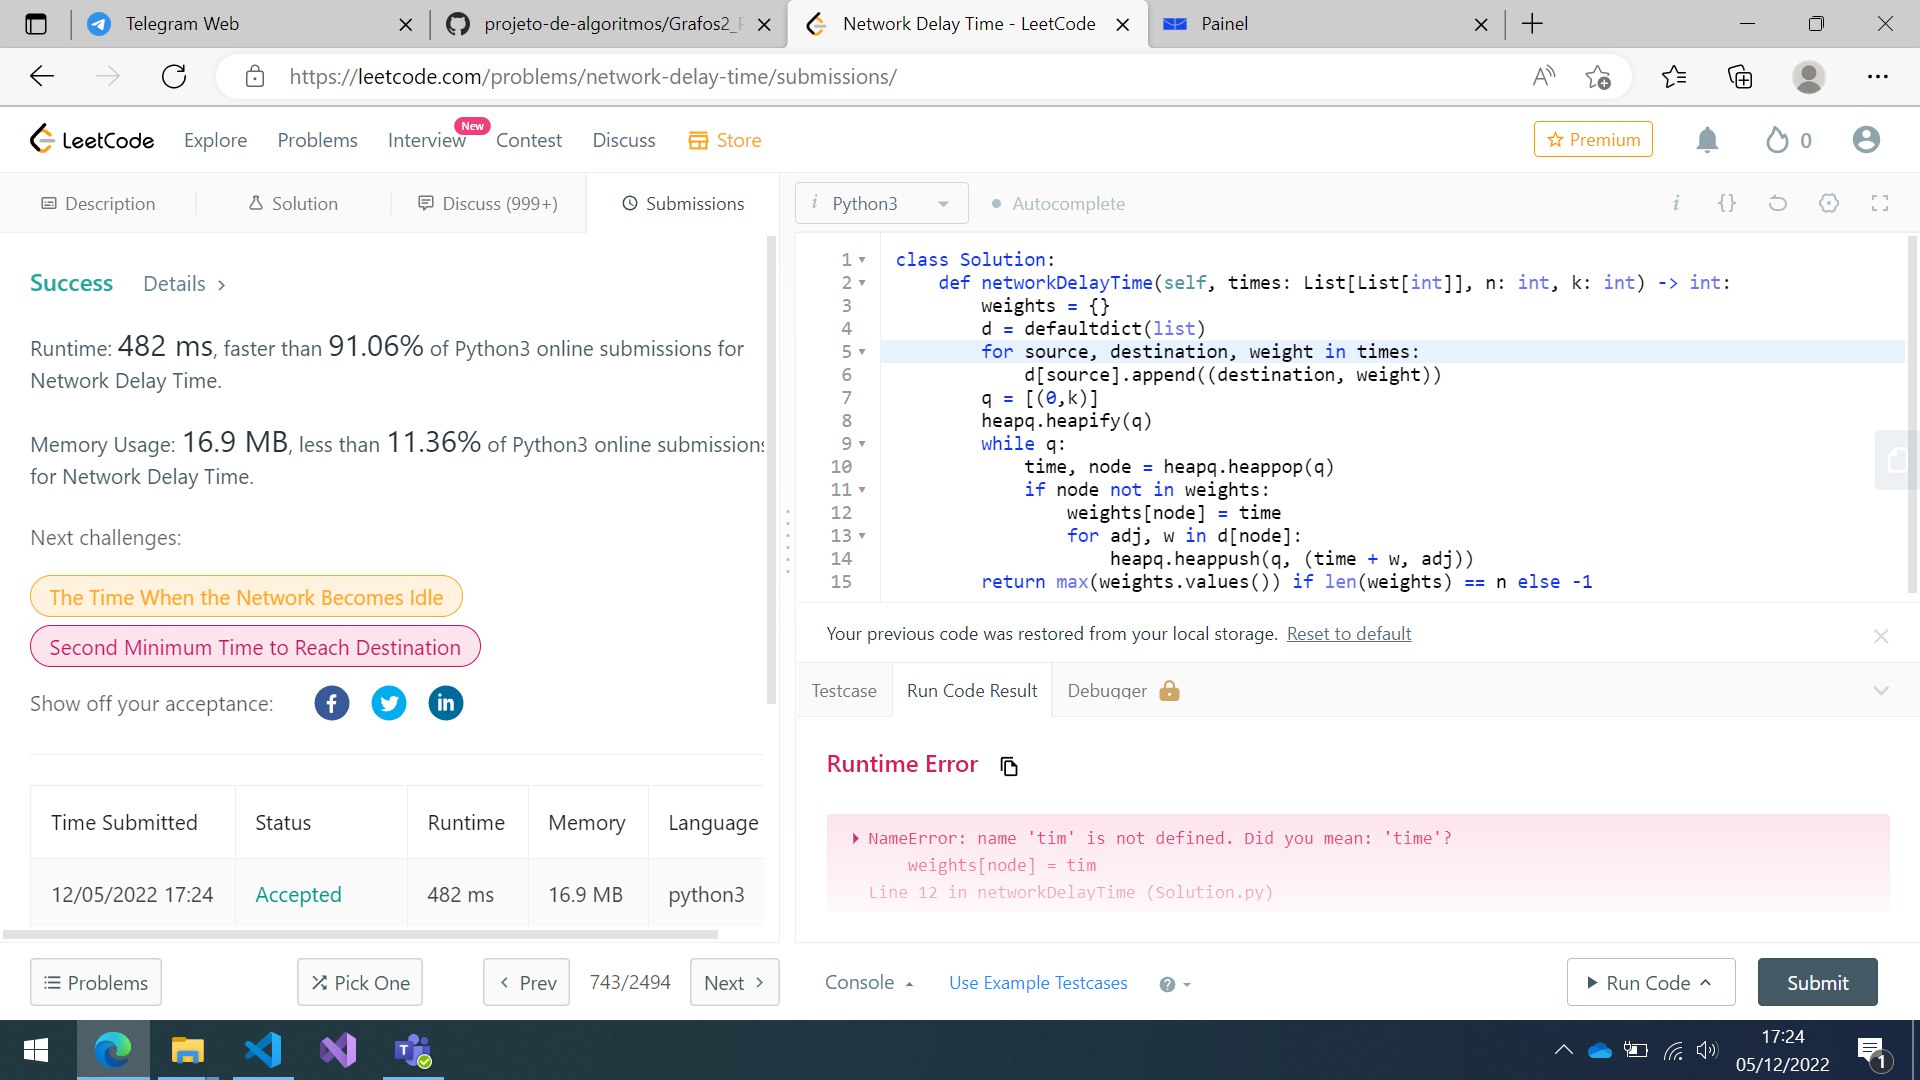 Telegram Web
projeto-de-algoritmos/Grafos2_
Network Delay Time - LeetCode
Painel
https://leetcode.com/problems/network-delay-time/submissions/
LeetCode
Explore
Problems
Interview
New
Contest
Discuss
Store
Premium
0
Description
Solution
Discuss (999+)
Submissions
i Python3
Autocomplete
i {}
Success
Details >
Runtime: 482 ms, faster than 91.06% of Python3 online submissions for
Network Delay Time.
Memory Usage: 16.9 MB, less than 11.36% of Python3 online submissions
for Network Delay Time.
Next challenges:
The Time When the Network Becomes Idle
Second Minimum Time to Reach Destination
Show off your acceptance:
Time Submitted Status Runtime Memory Language
12/05/2022 17:24 Accepted 482 ms 16.9 MB python3
Problems
Pick One
< Prev
743/2494
Next >
1 class Solution:
2     def networkDelayTime(self, times: List[List[int]], n: int, k: int) -> int:
3         weights = {}
4         d = defaultdict(list)
5         for source, destination, weight in times:
6             d[source].append((destination, weight))
7         q = [(0,k)]
8         heapq.heapify(q)
9         while q:
10             time, node = heapq.heappop(q)
11             if node not in weights:
12                 weights[node] = time
13                 for adj, w in d[node]:
14                     heapq.heappush(q, (time + w, adj))
15         return max(weights.values()) if len(weights) == n else -1
Your previous code was restored from your local storage. Reset to default
Testcase
Run Code Result
Debugger
Runtime Error
NameError: name 'tim' is not defined. Did you mean: 'time'?
weights[node] = tim
Line 12 in networkDelayTime (Solution.py)
Console
Use Example Testcases
Run Code
Submit
17:24
05/12/2022
1